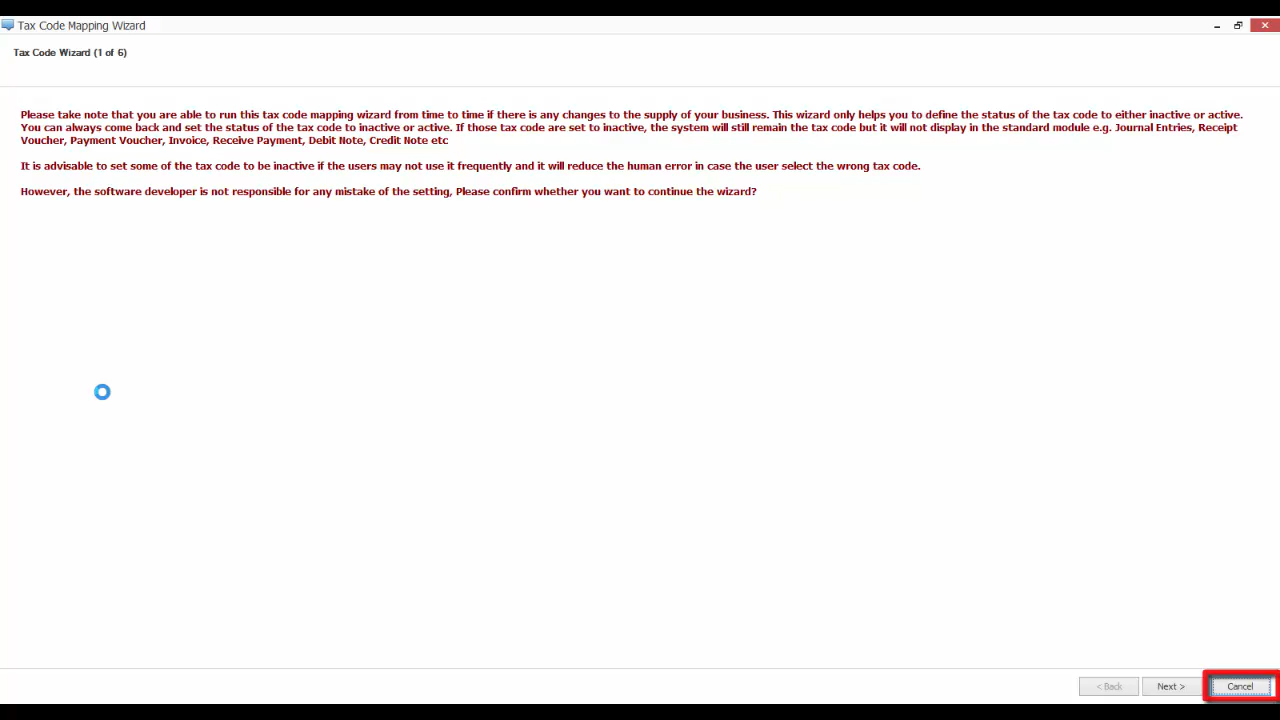 Tax Code Mapping Wizard
Tax Code Wizard (1 of 6)
Please take note that you are able to run this tax code mapping wizard from time to time if there is any changes to the supply of your business. This wizard only helps you to define the status of the tax code to either inactive or active.
You can always come back and set the status of the tax code to inactive or active. If those tax code are set to inactive, the system will still remain the tax code but it will not display in the standard module e.g. Journal Entries, Receipt
Voucher, Payment Voucher, Invoice, Receive Payment, Debit Note, Credit Note etc
It is advisable to set some of the tax code to be inactive if the users may not use it frequently and it will reduce the human error in case the user select the wrong tax code.
However, the software developer is not responsible for any mistake of the setting, Please confirm whether you want to continue the wizard?
< Back Next > Cancel